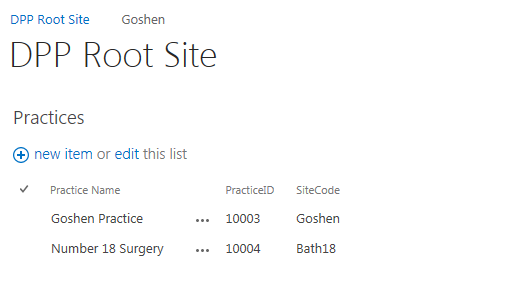 DPP Root Site Goshen
DPP Root Site
Practices
new item or edit this list
Practice Name PracticeID SiteCode
Goshen Practice ... 10003 Goshen
Number 18 Surgery ... 10004 Bath18